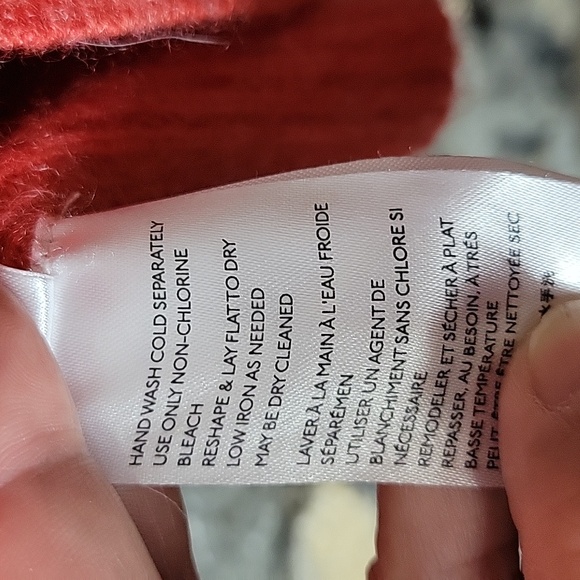 HAND WASH COLD SEPARATELY
USE ONLY NON-CHLORINE
BLEACH
RESHAPE & LAY FLAT TO DRY
LOW IRON AS NEEDED
MAY BE DRY CLEANED
LAVER À LA MAIN À L'EAU FROIDE
SÉPARÉMEN
UTILISER UN AGENT DE
BLANCHIMENT SANS CHLORE SI
NÉCESSAIRE
REMODELER ET SÉCHER À PLAT
REPASSER, AU BESOIN, À TRÉS
BASSE TEMPÉRATURE
PEUT ÊTRE ÊTRE NETTOYÉE SEC